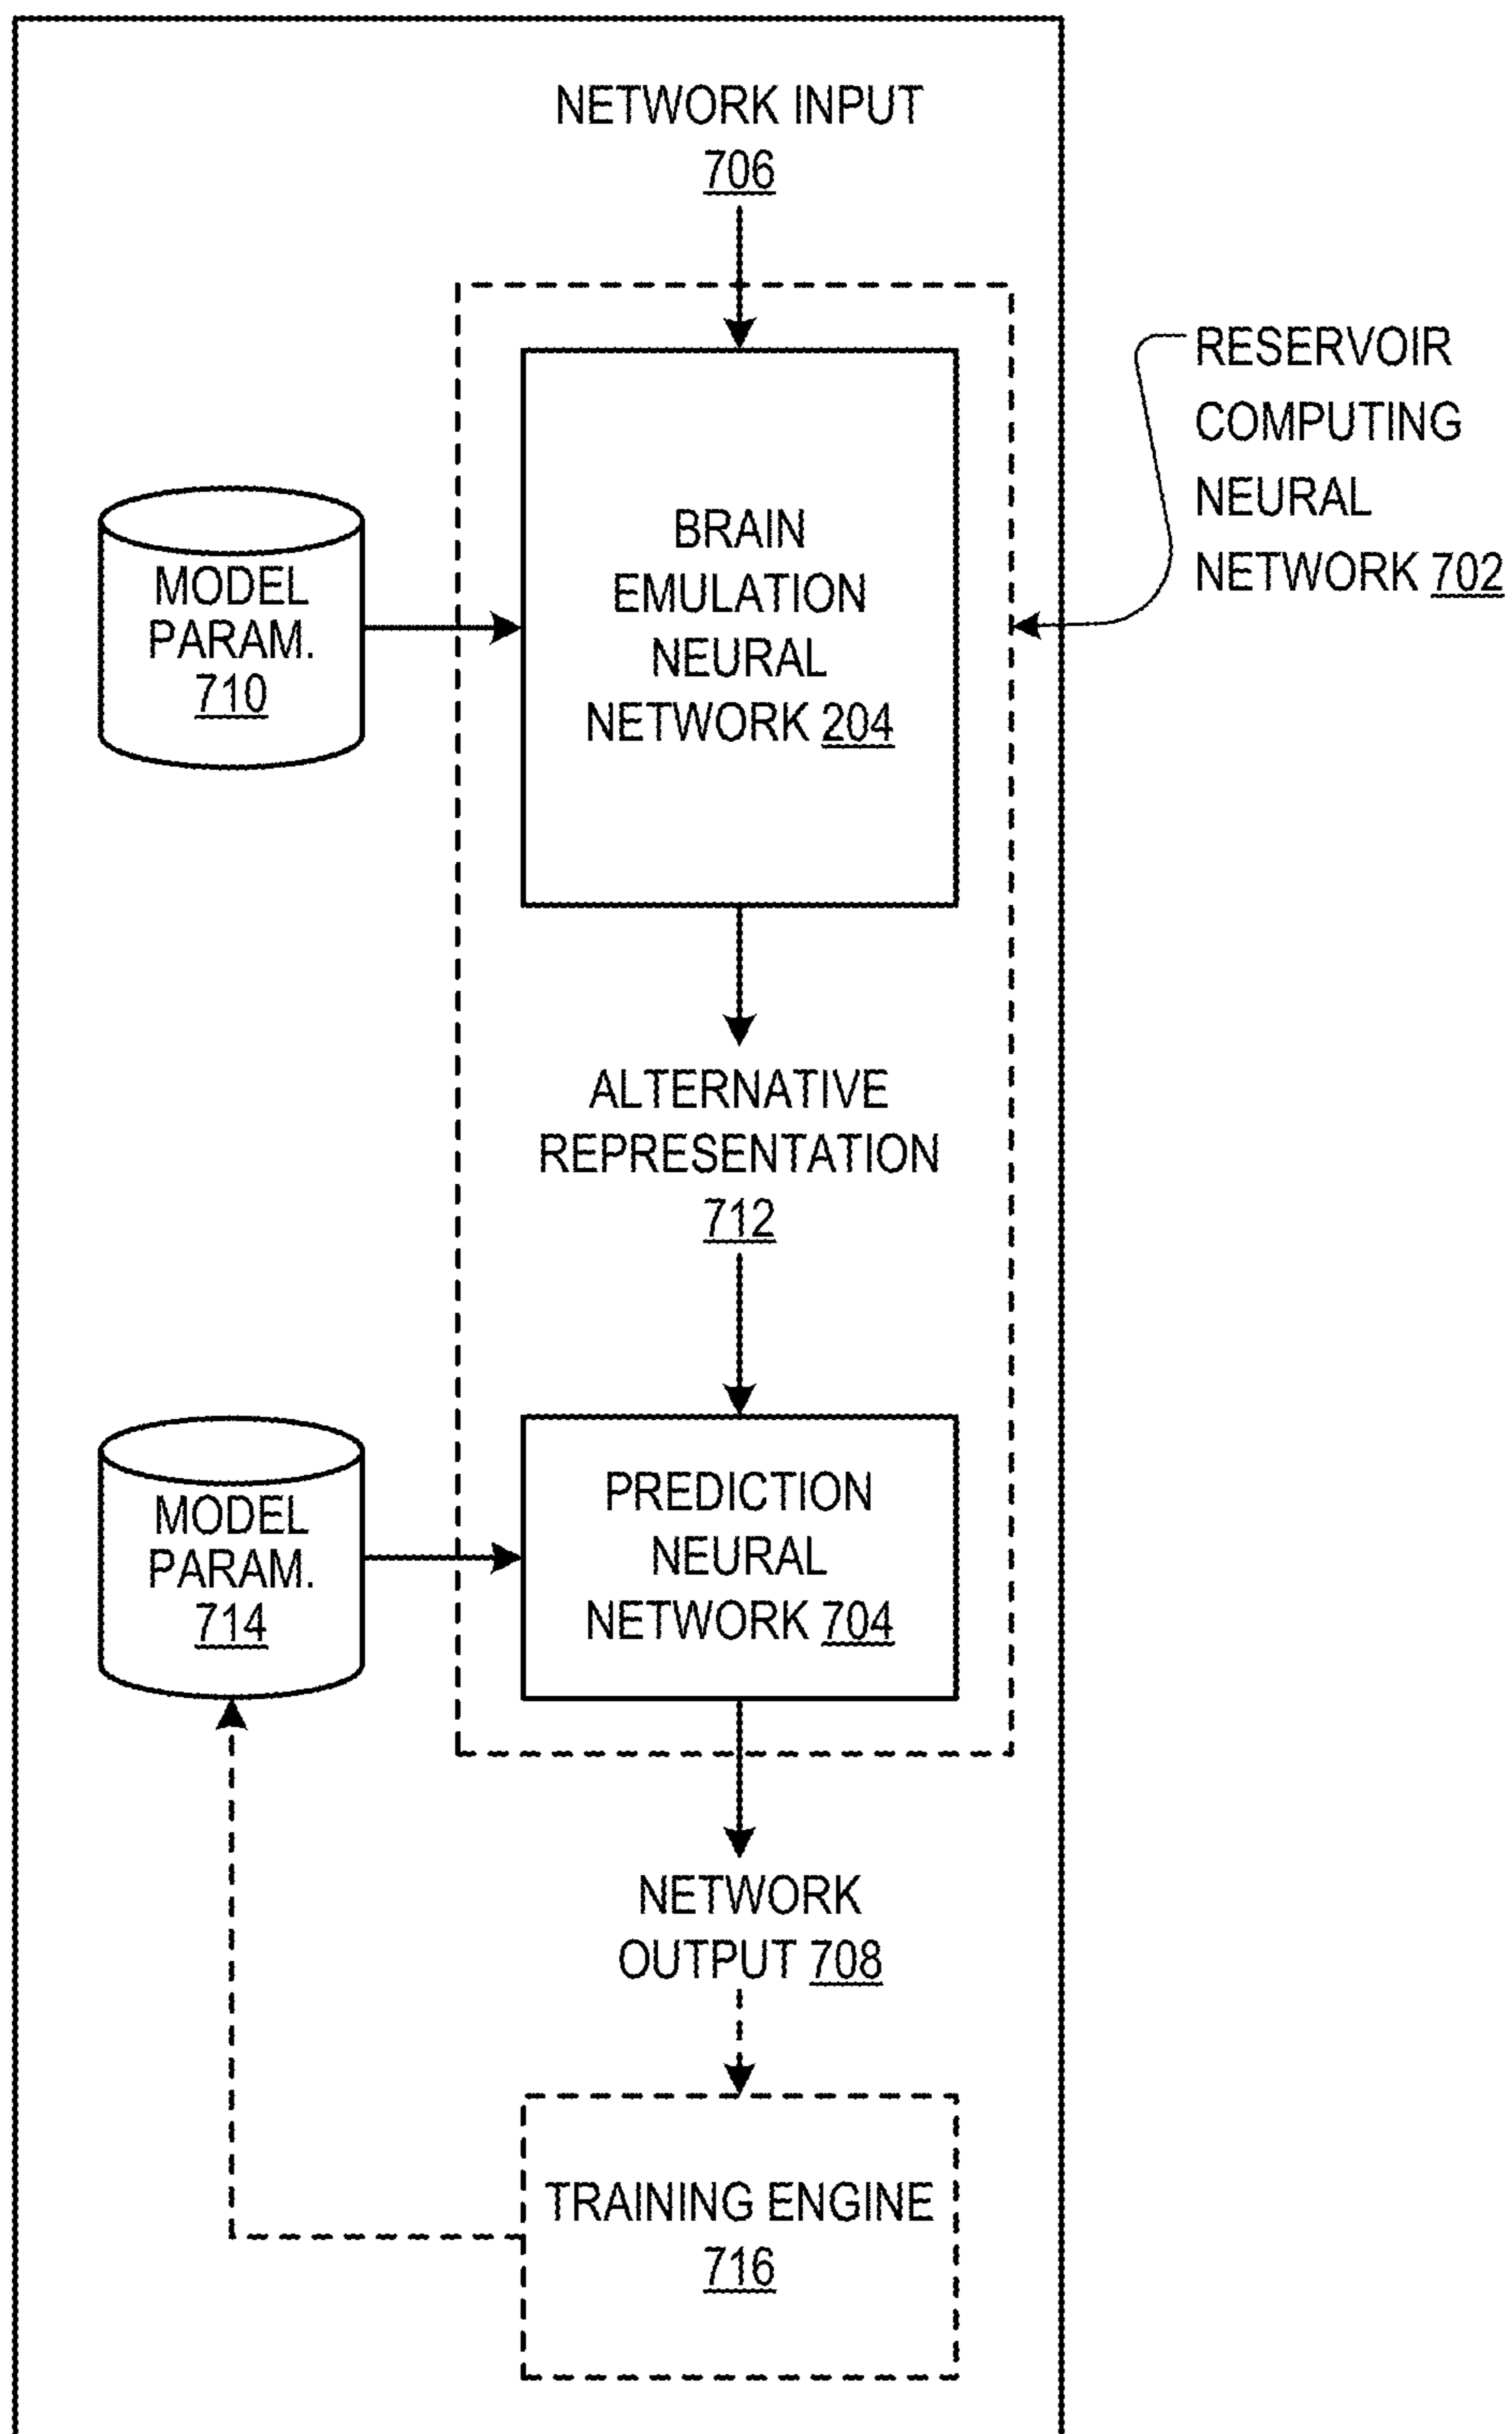 NETWORK INPUT
706
RESERVOIR
COMPUTING
NEURAL
NETWORK 702
BRAIN
EMULATION
NEURAL
NETWORK 204
MODEL
PARAM.
710
ALTERNATIVE
REPRESENTATION
712
MODEL
PARAM.
714
PREDICTION
NEURAL
NETWORK 704
NETWORK
OUTPUT 708
TRAINING ENGINE
716